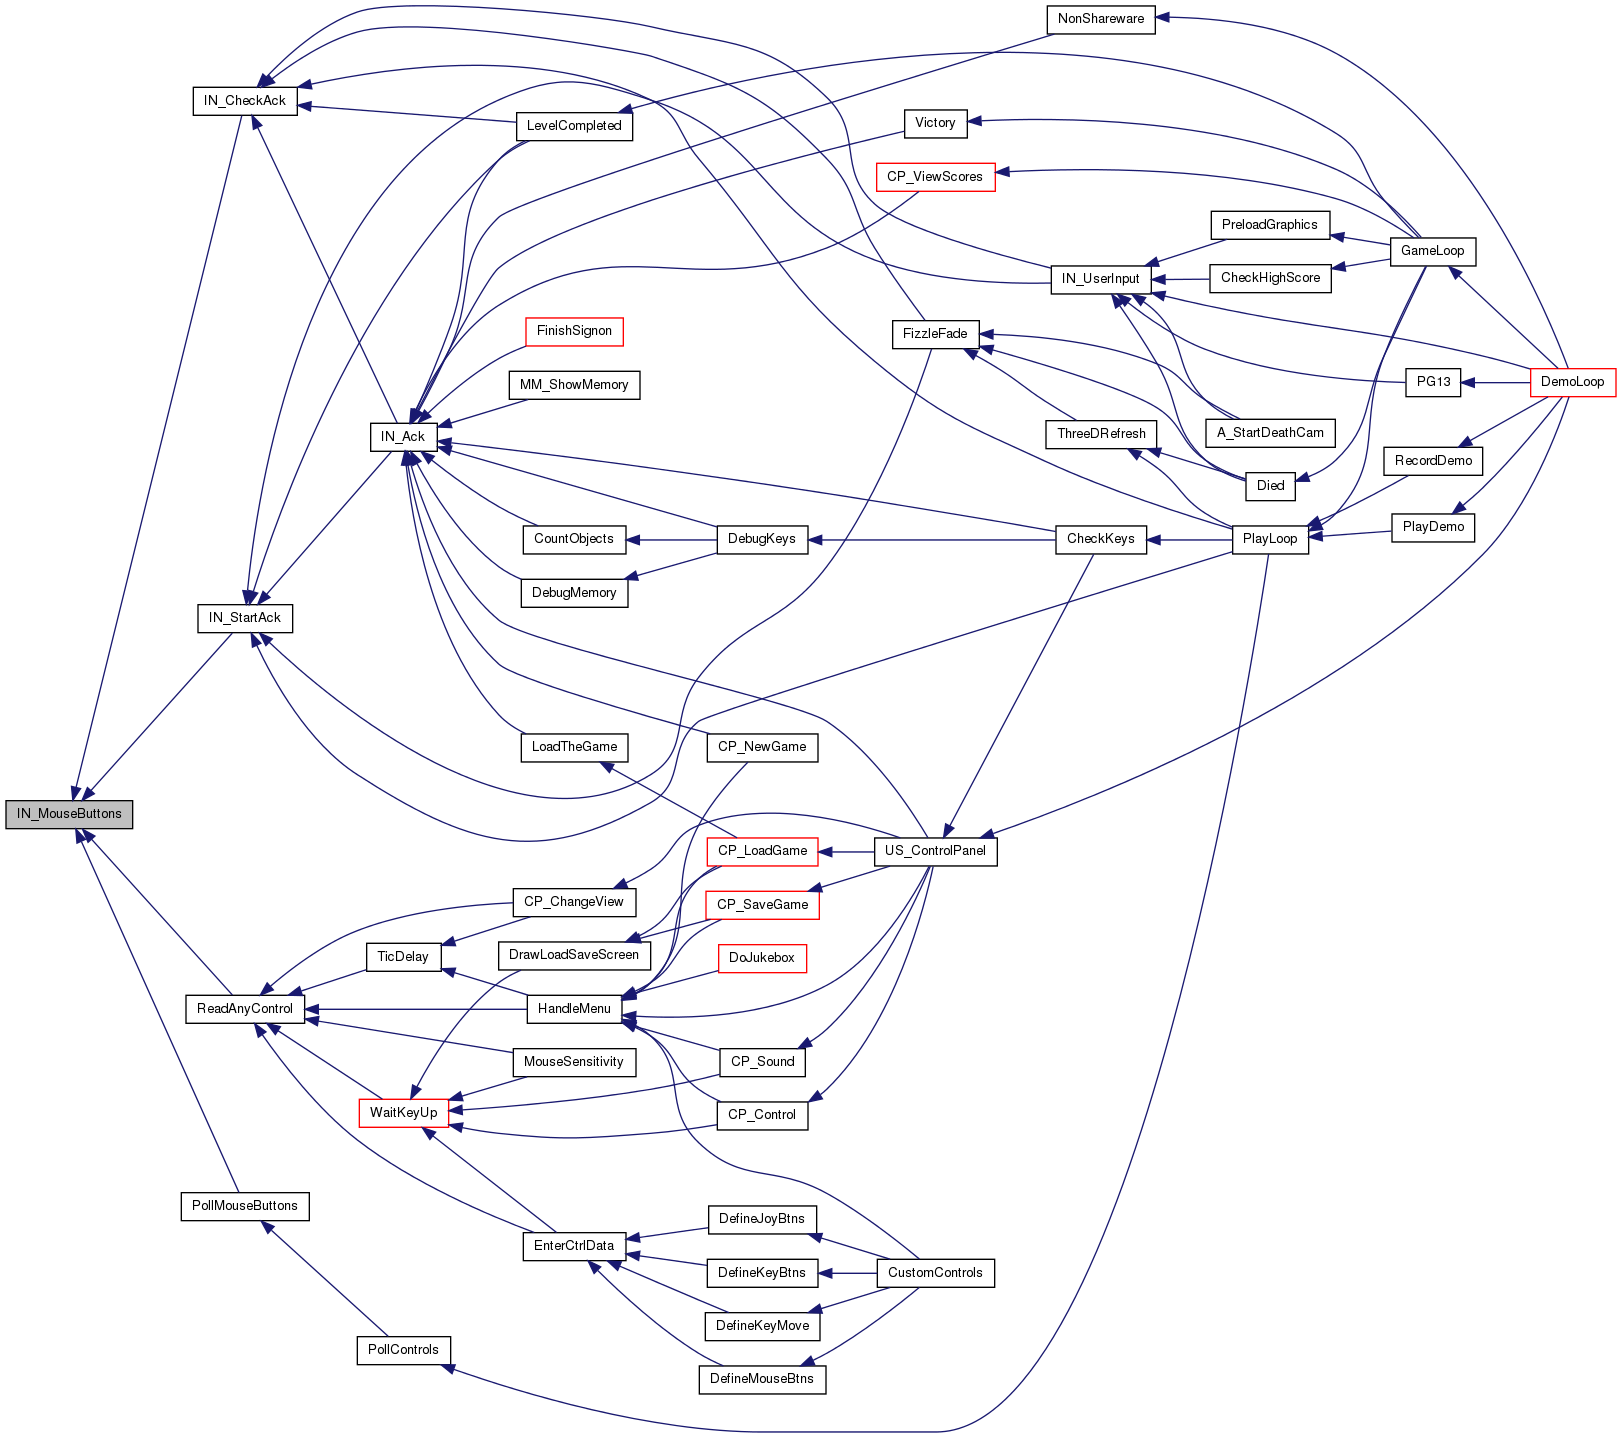 NonShareware
IN_CheckAck
LevelCompleted
Victory
CP_ViewScores
PreloadGraphics
GameLoop
IN_UserInput
CheckHighScore
FinishSignon
FizzleFade
MM_ShowMemory
PG13
DemoLoop
IN_Ack
ThreeDRefresh
A_StartDeathCam
RecordDemo
Died
CountObjects
DebugKeys
CheckKeys
PlayLoop
PlayDemo
DebugMemory
IN_StartAck
LoadTheGame
CP_NewGame
IN_MouseButtons
CP_LoadGame
US_ControlPanel
CP_ChangeView
CP_SaveGame
TicDelay
DrawLoadSaveScreen
DoJukebox
ReadAnyControl
HandleMenu
MouseSensitivity
CP_Sound
WaitKeyUp
CP_Control
PollMouseButtons
DefineJoyBtns
EnterCtrlData
DefineKeyBtns
CustomControls
DefineKeyMove
PollControls
DefineMouseBtns